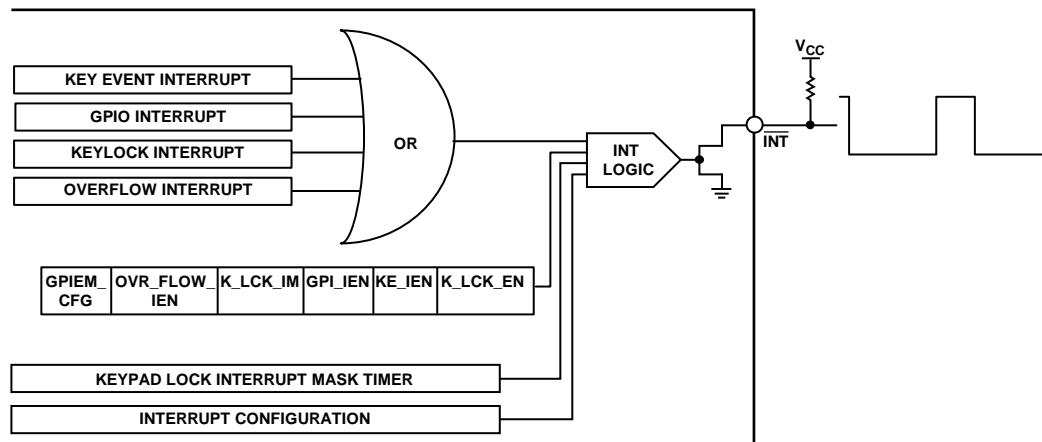 KEY EVENT INTERRUPT
GPIO INTERRUPT
KEYLOCK INTERRUPT
OVERFLOW INTERRUPT
OR
INT
LOGIC
VCC
INT
GPIEM_
CFG
OVR_FLOW_
IEN
K_LCK_IM
GPI_IEN
KE_IEN
K_LCK_EN
KEYPAD LOCK INTERRUPT MASK TIMER
INTERRUPT CONFIGURATION